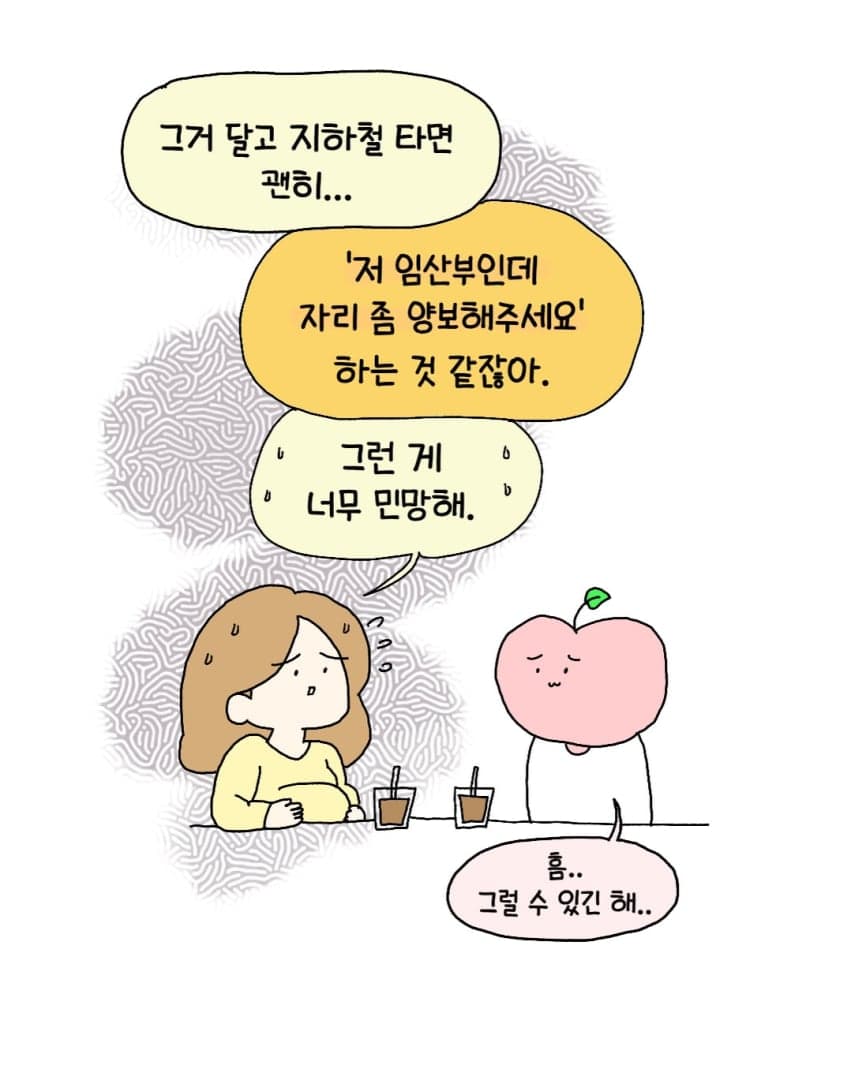 그거 달고 지하철 타면
괜히...
'저 임산부인데
자리 좀 양보해주세요'
하는 것 같잖아.
그런 게
너무 민망해.
흠..
그럴 수 있긴 해..